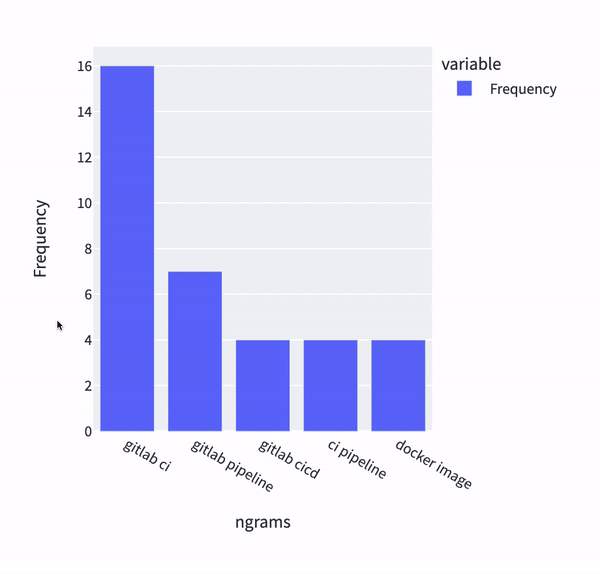 variable
Frequency
16
14
12
10
8
6
4
2
0
Frequency
gitlab ci
gitlab pipeline
gitlab cicd
ci pipeline
docker image
ngrams